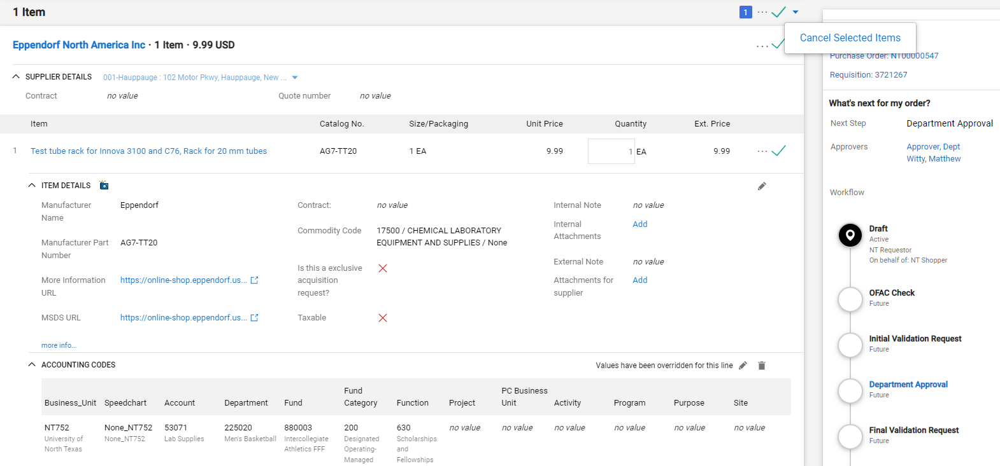 1 Item
1 ...
Cancel Selected Items
Eppendorf North America Inc · 1 Item · 9.99 USD ...
SUPPLIER DETAILS 001-Hauppauge : 102 Motor Pkwy, Hauppauge, New ...
Contract no value Quote number no value
Item Catalog No. Size/Packaging Unit Price Quantity Ext. Price
1 Test tube rack for Innova 3100 and C76, Rack for 20 mm tubes AG7-TT20 1 EA 9.99 1 EA 9.99 ...
ITEM DETAILS
Manufacturer Name Eppendorf
Manufacturer Part Number AG7-TT20
More Information URL https://online-shop.eppendorf.us...
MSDS URL https://online-shop.eppendorf.us...
more info...
Contract: no value
Commodity Code 17500 / CHEMICAL LABORATORY
EQUIPMENT AND SUPPLIES / None
Is this a exclusive
acquisition
request?
Taxable
Internal Note no value
Internal Attachments Add
External Note no value
Attachments for supplier Add
ACCOUNTING CODES Values have been overridden for this line
Business_Unit Speedchart Account Department Fund Fund Category Function Project PC Business Unit Activity Program Purpose Site
NT752 None_NT752 53071 225020 880003 200 630 no value no value no value no value no value no value
University of North Texas None_NT752 Lab Supplies Men's Basketball Intercollegiate Athletics FFF Designated Operating-Managed Scholarships and Fellowships
Purchase Order: NT00000547
Requisition: 3721267
What's next for my order?
Next Step Department Approval
Approvers Approver, Dept
Witty, Matthew
Workflow
Draft
Active
NT Requestor
On behalf of: NT Shopper
OFAC Check
Future
Initial Validation Request
Future
Department Approval
Future
Final Validation Request
Future